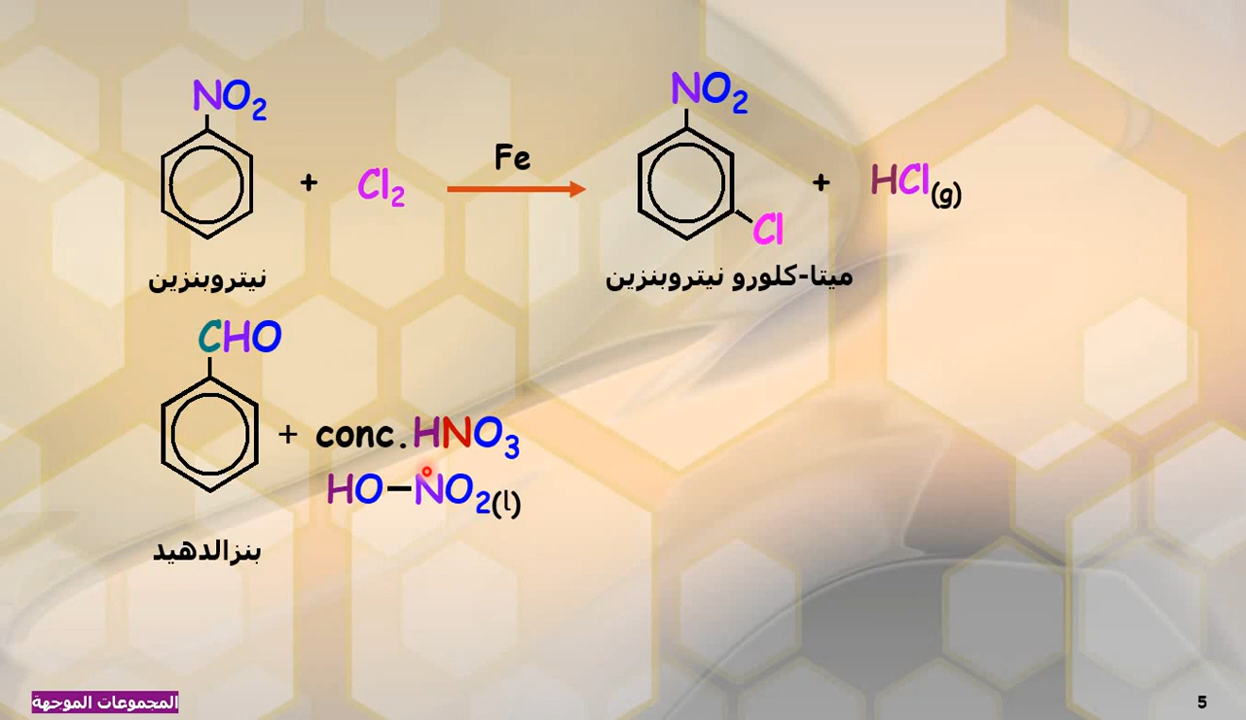 NO2 + Cl2 Fe NO2 Cl + HCl(g)
نيتروبنزين
ميتا-كلورو نيتروبنزين
CHO
+ conc.HNO3
HO–NO2(l)
بنزالدهيد
المجموعات الموجهة
5